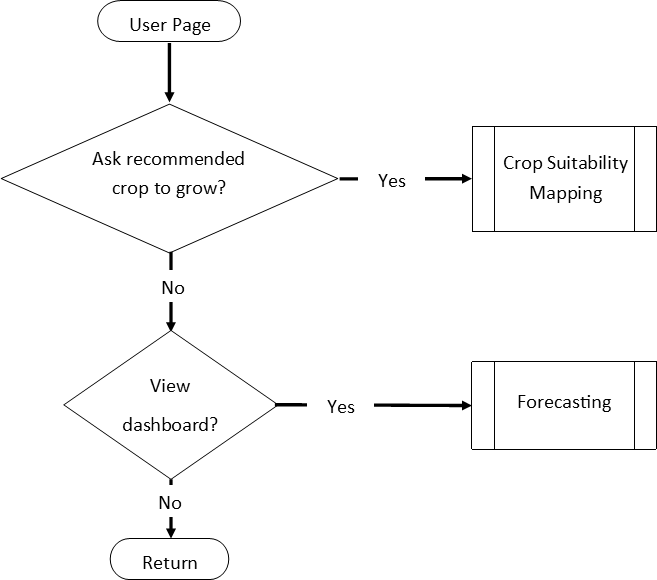 User Page
Ask recommended
crop to grow?
Yes
Crop Suitability
Mapping
No
View
dashboard?
Yes
Forecasting
No
Return